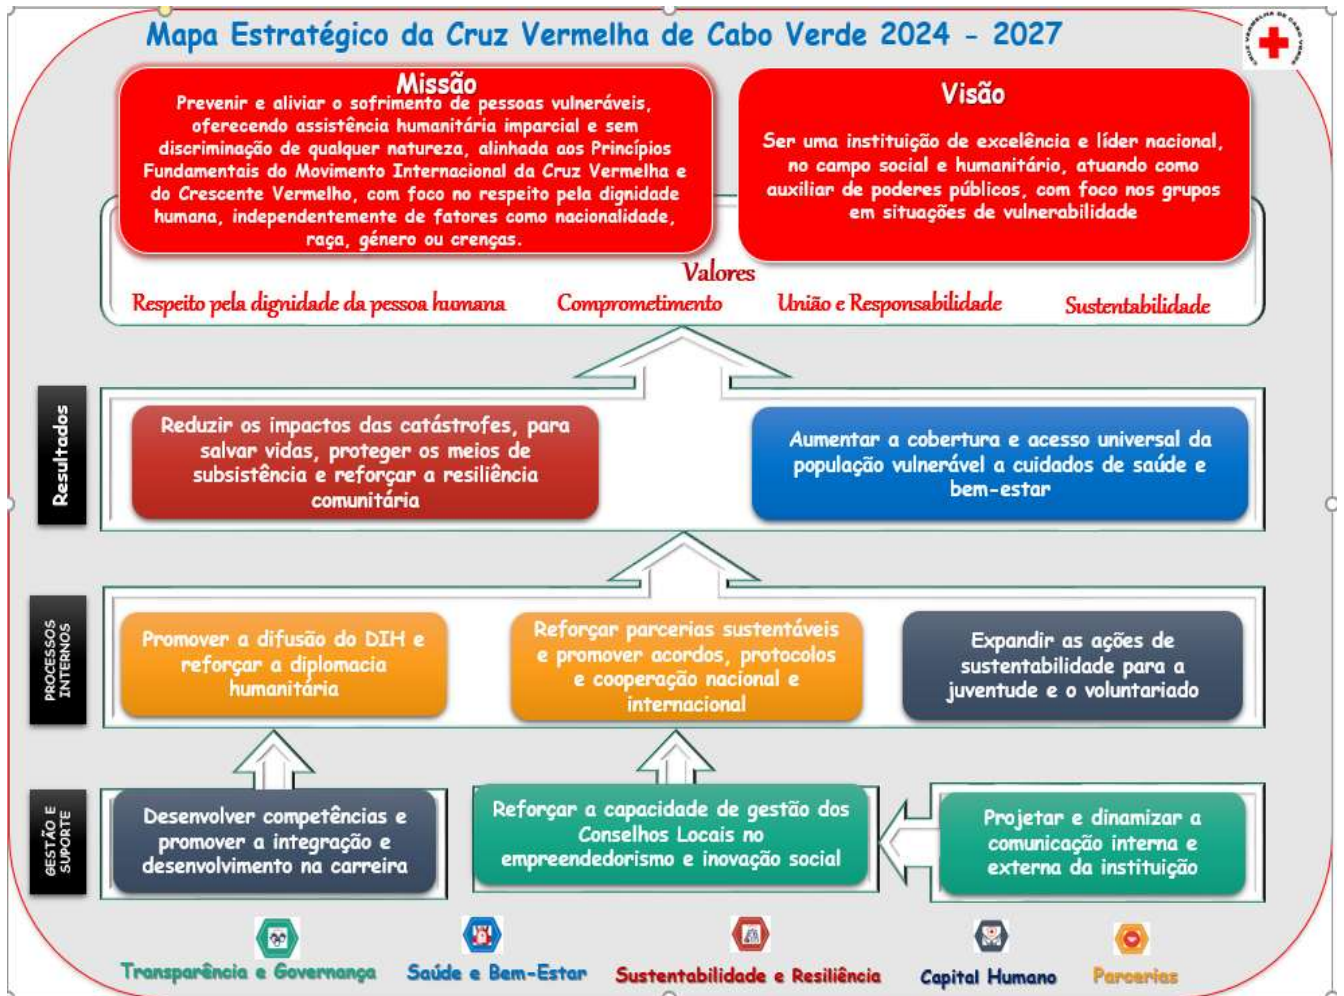 Mapa Estratégico da Cruz Vermelha de Cabo Verde 2024 - 2027
CRUZ VERMELHA DE CABO VERDE
Missão
Prevenir e aliviar o sofrimento de pessoas vulneráveis,
oferecendo assistência humanitária imparcial e sem
discriminação de qualquer natureza, alinhada aos Princípios
Fundamentais do Movimento Internacional da Cruz Vermelha e
do Crescente Vermelho, com foco no respeito pela dignidade
humana, independentemente de fatores como nacionalidade,
raça, género ou crenças.
Visão
Ser uma instituição de excelência e líder nacional,
no campo social e humanitário, atuando como
auxiliar de poderes públicos, com foco nos grupos
em situações de vulnerabilidade
Valores
Respeito pela dignidade da pessoa humana
Comprometimento
União e Responsabilidade
Sustentabilidade
Resultados
Reduzir os impactos das catástrofes, para
salvar vidas, proteger os meios de
subsistência e reforçar a resiliência
comunitária
Aumentar a cobertura e acesso universal da
população vulnerável a cuidados de saúde e
bem-estar
PROCESSOS
INTERNOS
Promover a difusão do DIH e
reforçar a diplomacia
humanitária
Reforçar parcerias sustentáveis
e promover acordos, protocolos
e cooperação nacional e
internacional
Expandir as ações de
sustentabilidade para a
juventude e o voluntariado
GESTÃO E
SUPORTE
Desenvolver competências e
promover a integração e
desenvolvimento na carreira
Reforçar a capacidade de gestão dos
Conselhos Locais no
empreendedorismo e inovação social
Projetar e dinamizar a
comunicação interna e
externa da instituição
Transparência e Governança
Saúde e Bem-Estar
Sustentabilidade e Resiliência
Capital Humano
Parcerias